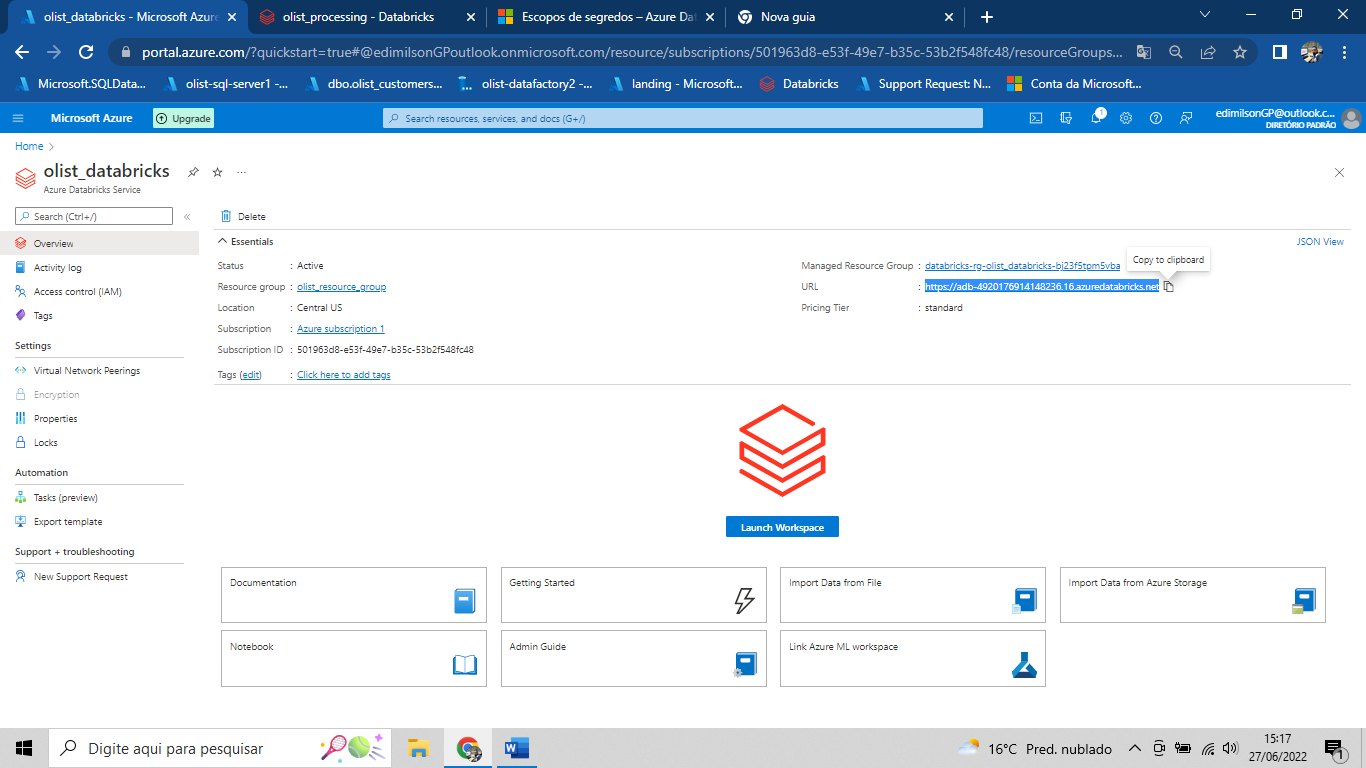 olist_databricks - Microsoft Azure
olist_processing - Databricks
Escopos de segredos – Azure Da
Nova guia
portal.azure.com/?quickstart=true#@edimilsonGPoutlook.onmicrosoft.com/resource/subscriptions/501963d8-e53f-49e7-b35c-53b2f548fc48/resourceGroups...
Microsoft.SQLData...
olist-sql-server1 -...
dbo.olist_customers...
olist-datafactory2 -...
landing - Microsoft...
Databricks
Support Request: N...
Conta da Microsoft...
Microsoft Azure
Upgrade
Search resources, services, and docs (G+/)
1
edimilsonGP@outlook.c...
DIRETÓRIO PADRÃO
Home
olist_databricks
Azure Databricks Service
Search (Ctrl+/)
Overview
Activity log
Access control (IAM)
Tags
Settings
Virtual Network Peerings
Encryption
Properties
Locks
Automation
Tasks (preview)
Export template
Support + troubleshooting
New Support Request
Delete
Essentials
JSON View
Status : Active
Resource group : olist_resource_group
Location : Central US
Subscription : Azure subscription 1
Subscription ID : 501963d8-e53f-49e7-b35c-53b2f548fc48
Tags (edit) : Click here to add tags
Copy to clipboard
Managed Resource Group : databricks-rg-olist_databricks-bj23f5tpm5vba
URL : https://adb-4920176914148236.16.azuredatabricks.net
Pricing Tier : standard
Launch Workspace
Documentation
Getting Started
Import Data from File
Import Data from Azure Storage
Notebook
Admin Guide
Link Azure ML workspace
Digite aqui para pesquisar
16°C Pred. nublado
15:17
27/06/2022
1